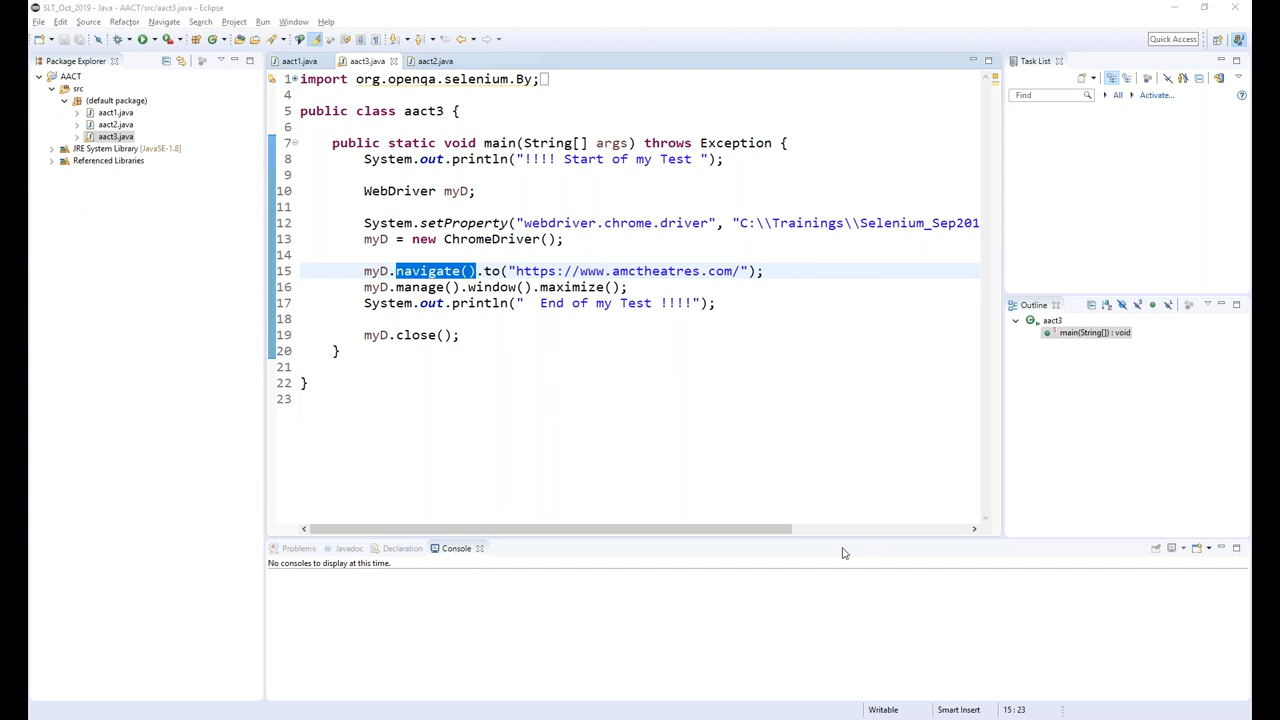 SLT_Oct_2019 - Java - AACT/src/aact3.java - Eclipse
File Edit Source Refactor Navigate Search Project Run Window Help
Quick Access
Package Explorer
AACT
src
(default package)
aact1.java
aact2.java
aact3.java
JRE System Library [JavaSE-1.8]
Referenced Libraries
aact1.java aact3.java aact2.java
1 import org.openqa.selenium.By;
4
5 public class aact3 {
6
7 public static void main(String[] args) throws Exception {
8 System.out.println("!!!! Start of my Test ");
9
10 WebDriver myD;
11
12 System.setProperty("webdriver.chrome.driver", "C:\\Trainings\\Selenium_Sep201
13 myD = new ChromeDriver();
14
15 myD.navigate().to("https://www.amctheatres.com/");
16 myD.manage().window().maximize();
17 System.out.println("  End of my Test !!!!");
18
19 myD.close();
20 }
21
22 }
23
Task List
Find All Activate...
Outline
aact3
main(String[]) : void
Problems Javadoc Declaration Console
No consoles to display at this time.
Writable Smart Insert 15 : 23